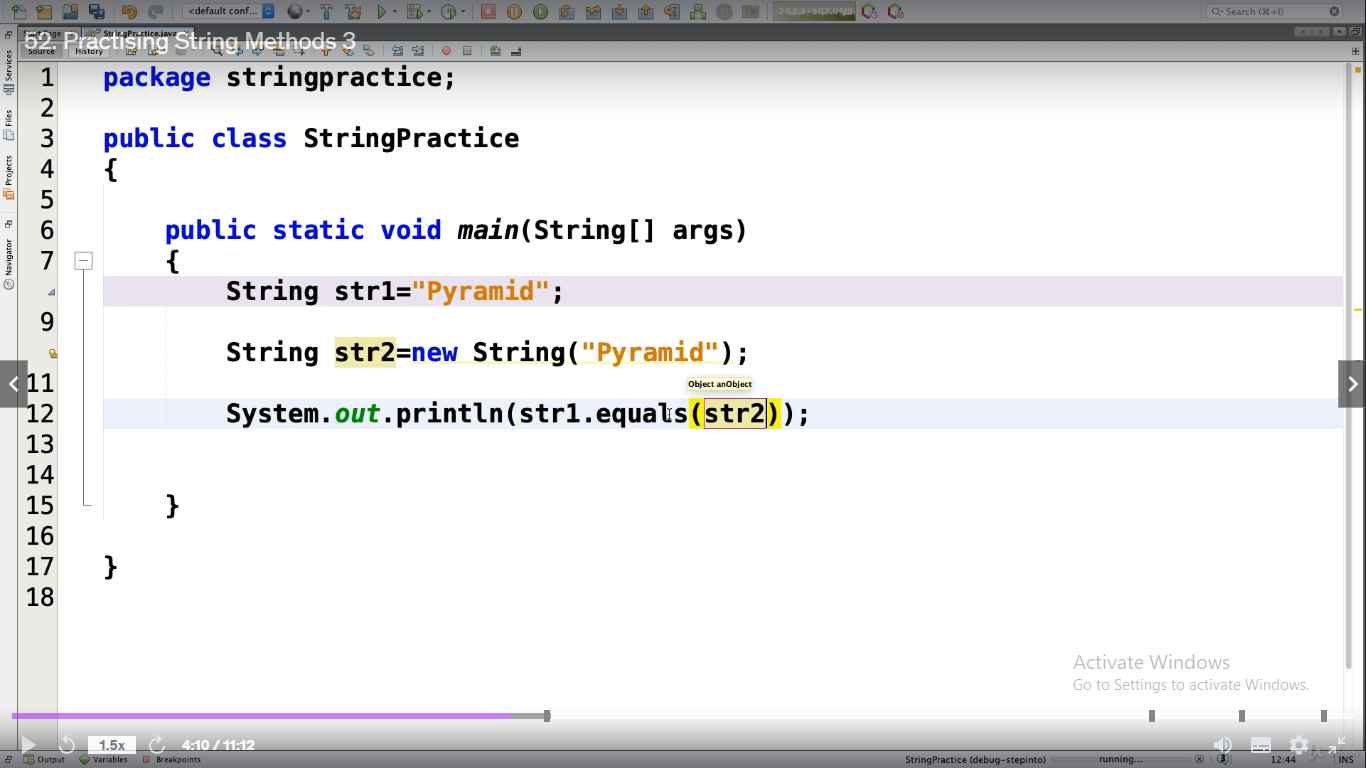 <default conf...
Search (⌘+I)
StringPractice.java
52. Practising String Methods 3
Source
History
Services
Files
Projects
Navigator
1 package stringpractice;
2
3 public class StringPractice
4 {
5
6 public static void main(String[] args)
7 {
String str1="Pyramid";
9
String str2=new String("Pyramid");
Object anObject
11
12 System.out.println(str1.equals(str2));
13
14
15 }
16
17 }
18
Activate Windows
Go to Settings to activate Windows.
1.5x
4:10 / 11:12
Output
Variables
Breakpoints
StringPractice (debug-stepinto)
running...
12:44
INS